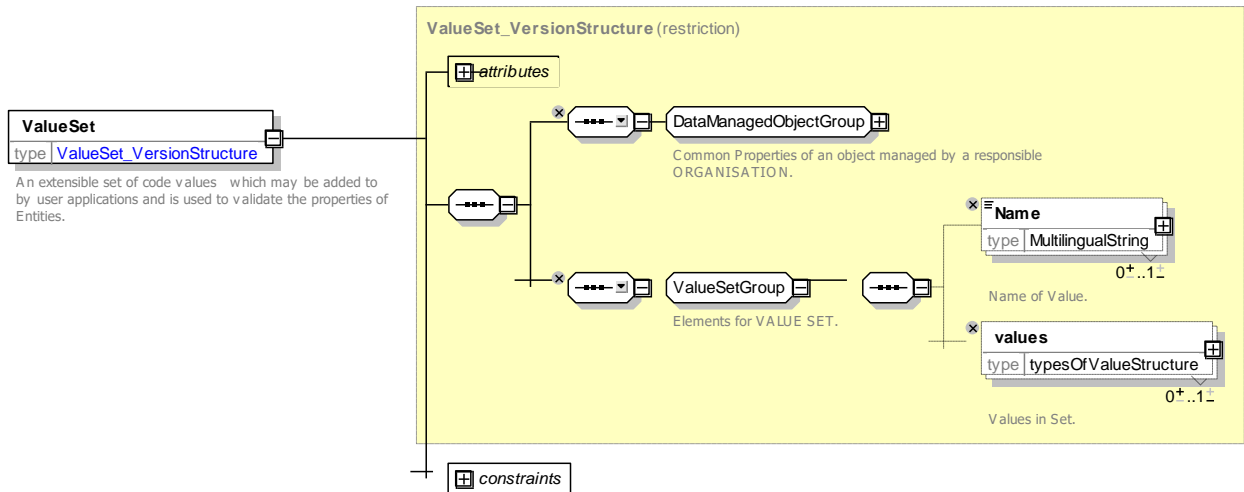 ValueSet_VersionStructure (restriction)
attributes
ValueSet
type ValueSet_VersionStructure
An extensible set of code values which may be added to
by user applications and is used to validate the properties of
Entities.
DataManagedObjectGroup
Common Properties of an object managed by a responsible
ORGANISATION.
Name
type MultilingualString
0..1
Name of Value.
ValueSetGroup
Elements for VALUE SET.
values
type typesOfValueStructure
0..1
Values in Set.
constraints